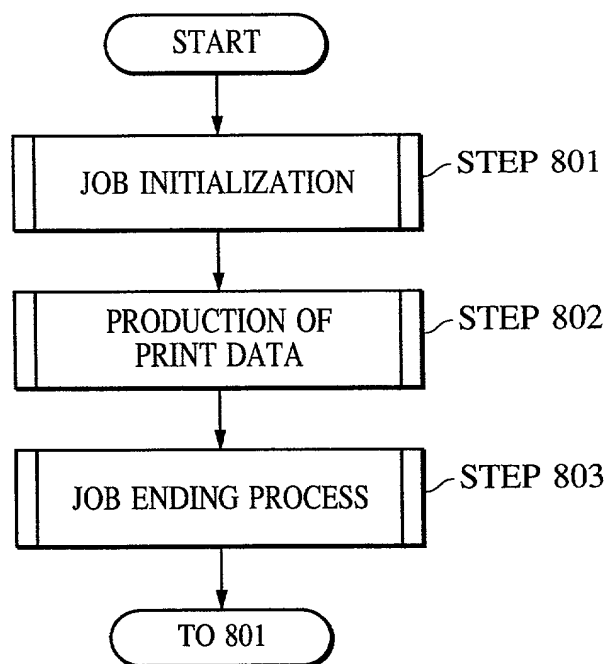 START
JOB INITIALIZATION
STEP 801
PRODUCTION OF
PRINT DATA
STEP 802
JOB ENDING PROCESS
STEP 803
TO 801